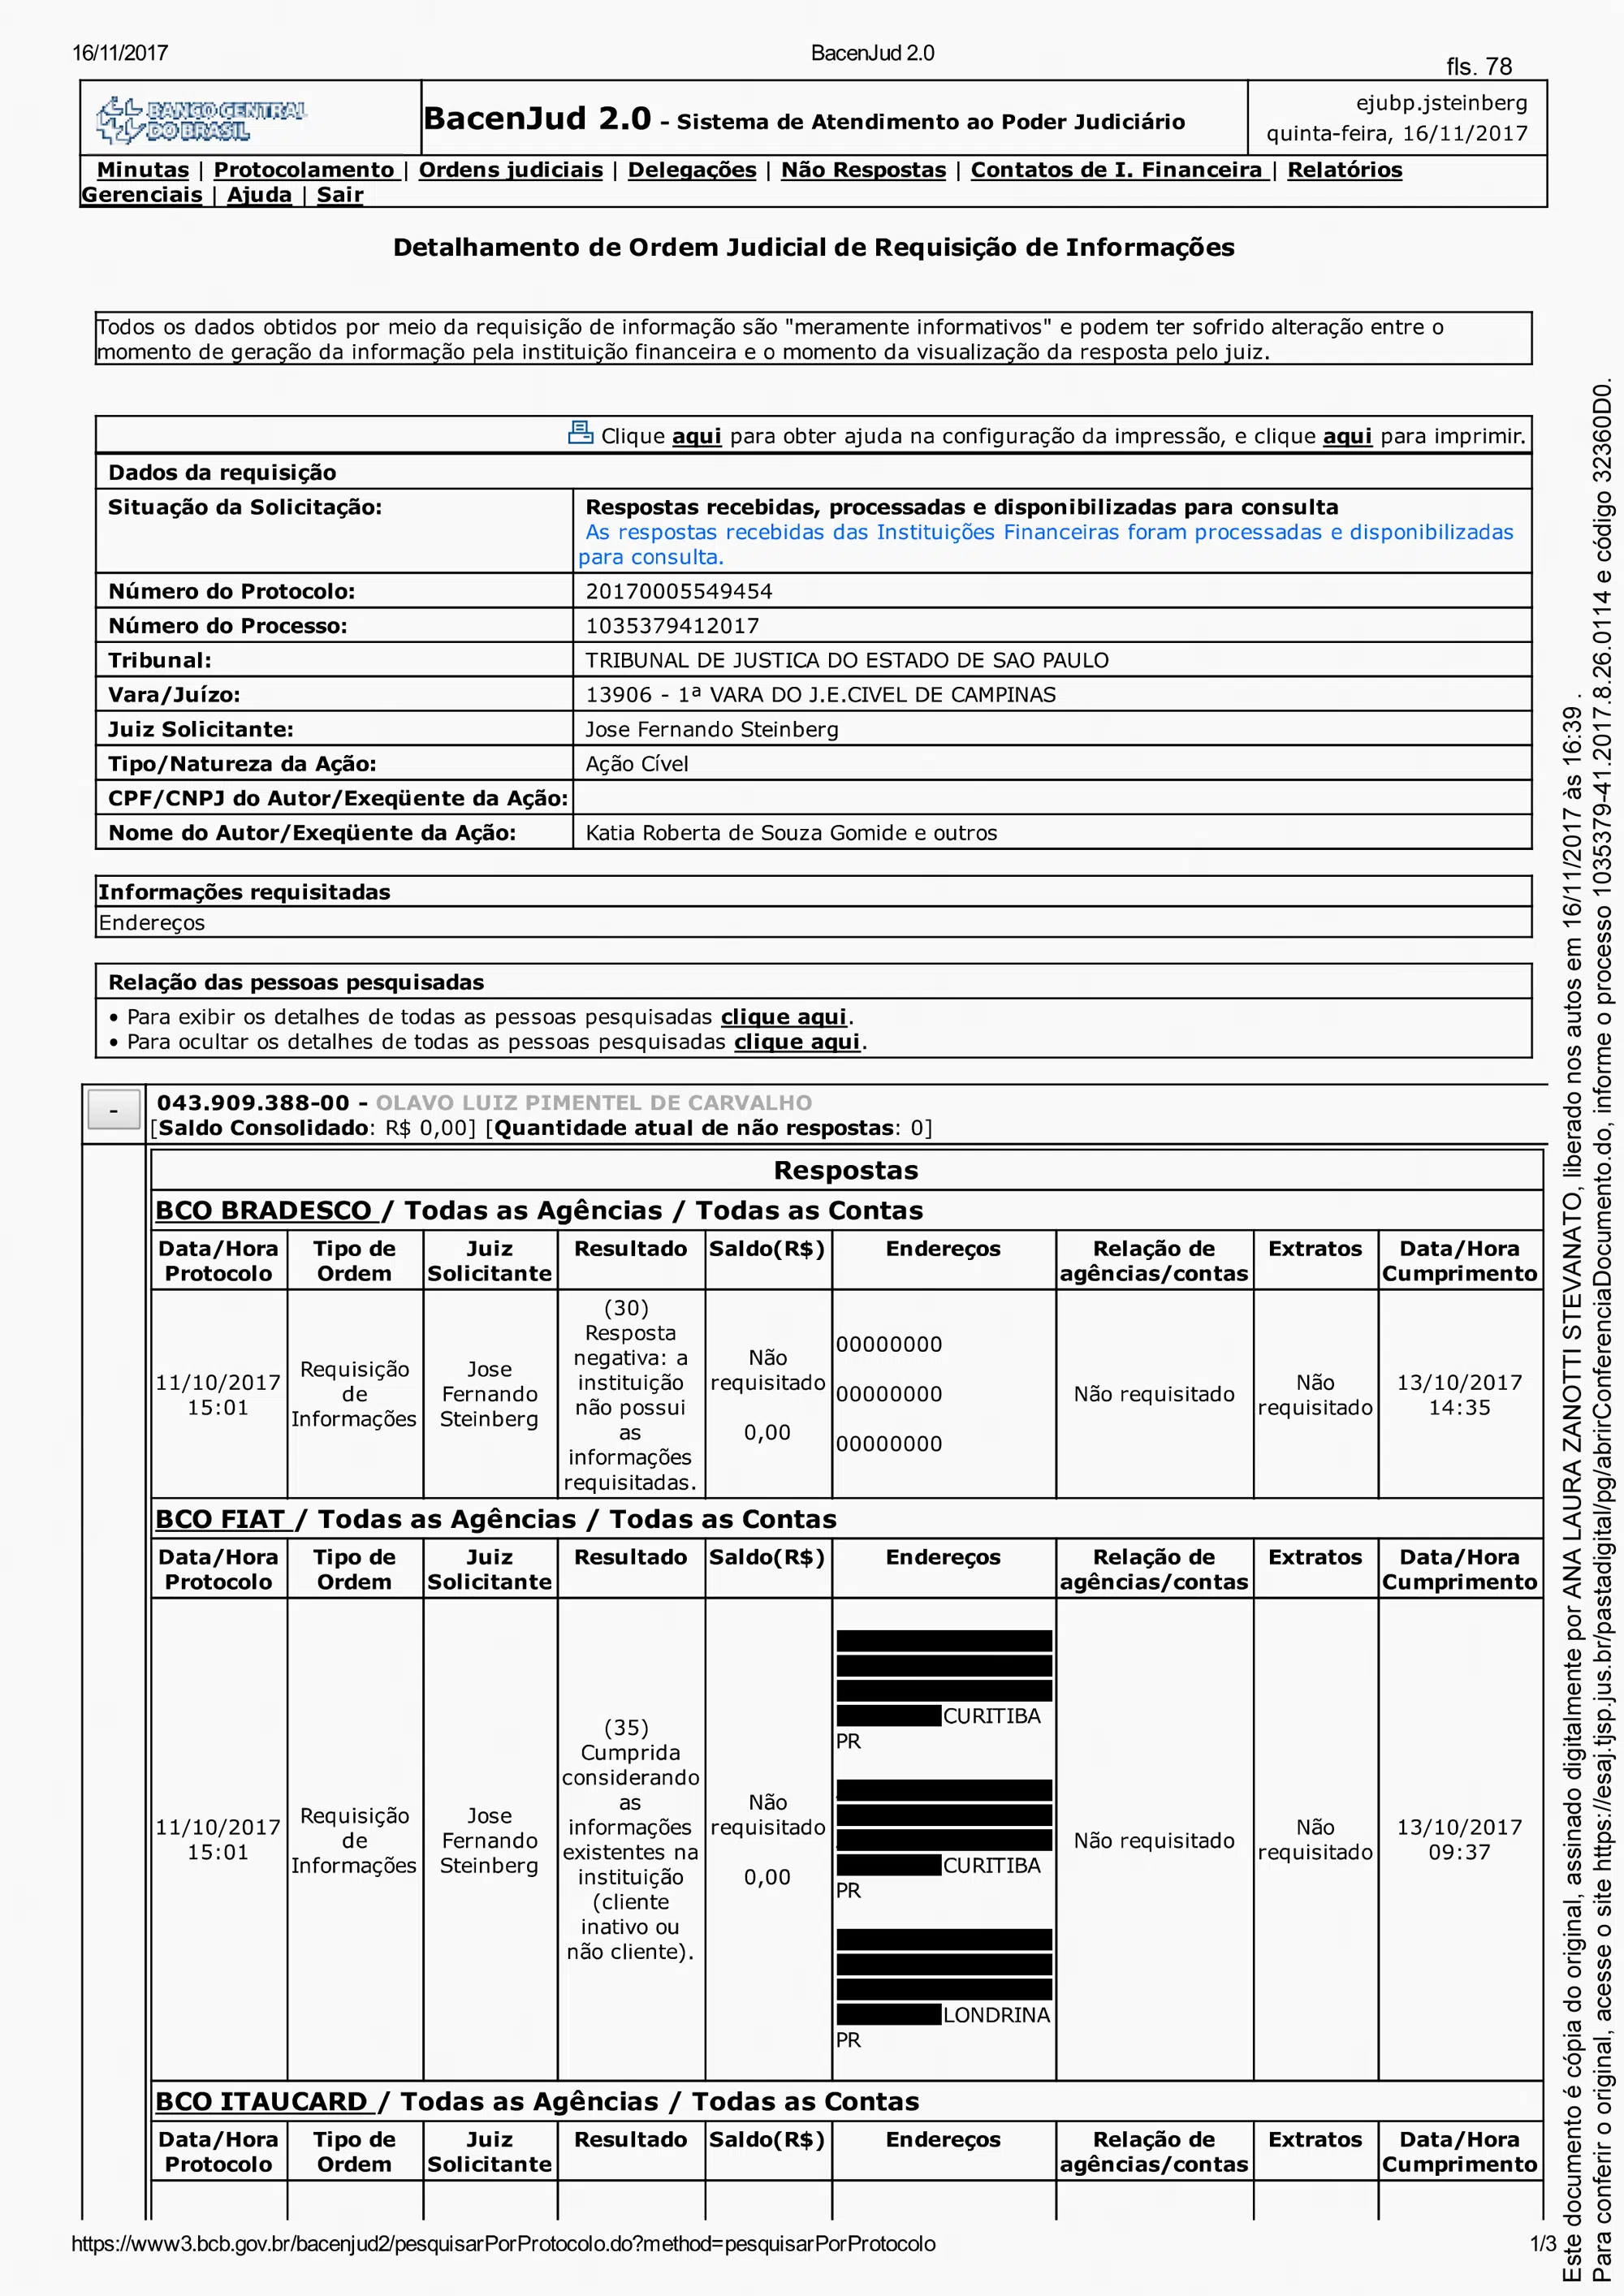 16/11/2017
BacenJud 2.0
fls. 78
BANCO CENTRAL
DO BRASIL
BacenJud 2.0 - Sistema de Atendimento ao Poder Judiciário
ejubp.jsteinberg
quinta-feira, 16/11/2017
Minutas | Protocolamento | Ordens judiciais | Delegações | Não Respostas | Contatos de I. Financeira | Relatórios
Gerenciais | Ajuda | Sair
Detalhamento de Ordem Judicial de Requisição de Informações
Todos os dados obtidos por meio da requisição de informação são "meramente informativos" e podem ter sofrido alteração entre o
momento de geração da informação pela instituição financeira e o momento da visualização da resposta pelo juiz.
Clique aqui para obter ajuda na configuração da impressão, e clique aqui para imprimir.
Dados da requisição
Situação da Solicitação:
Respostas recebidas, processadas e disponibilizadas para consulta
As respostas recebidas das Instituições Financeiras foram processadas e disponibilizadas
para consulta.
Número do Protocolo: 20170005549454
Número do Processo: 1035379412017
Tribunal: TRIBUNAL DE JUSTICA DO ESTADO DE SAO PAULO
Vara/Juízo: 13906 - 1ª VARA DO J.E.CIVEL DE CAMPINAS
Juiz Solicitante: Jose Fernando Steinberg
Tipo/Natureza da Ação: Ação Cível
CPF/CNPJ do Autor/Exeqüente da Ação:
Nome do Autor/Exeqüente da Ação: Katia Roberta de Souza Gomide e outros
Informações requisitadas
Endereços
Relação das pessoas pesquisadas
• Para exibir os detalhes de todas as pessoas pesquisadas clique aqui.
• Para ocultar os detalhes de todas as pessoas pesquisadas clique aqui.
-
043.909.388-00 - OLAVO LUIZ PIMENTEL DE CARVALHO
[Saldo Consolidado: R$ 0,00] [Quantidade atual de não respostas: 0]
Respostas
BCO BRADESCO / Todas as Agências / Todas as Contas
Data/Hora
Protocolo
Tipo de
Ordem
Juiz
Solicitante
Resultado
Saldo(R$)
Endereços
Relação de
agências/contas
Extratos
Data/Hora
Cumprimento
11/10/2017
15:01
Requisição
de
Informações
Jose
Fernando
Steinberg
(30)
Resposta
negativa: a
instituição
não possui
as
informações
requisitadas.
Não
requisitado
0,00
00000000
00000000
00000000
Não requisitado
Não
requisitado
13/10/2017
14:35
BCO FIAT / Todas as Agências / Todas as Contas
Data/Hora
Protocolo
Tipo de
Ordem
Juiz
Solicitante
Resultado
Saldo(R$)
Endereços
Relação de
agências/contas
Extratos
Data/Hora
Cumprimento
11/10/2017
15:01
Requisição
de
Informações
Jose
Fernando
Steinberg
(35)
Cumprida
considerando
as
informações
existentes na
instituição
(cliente
inativo ou
não cliente).
Não
requisitado
0,00
CURITIBA
PR
CURITIBA
PR
LONDRINA
PR
Não requisitado
Não
requisitado
13/10/2017
09:37
BCO ITAUCARD / Todas as Agências / Todas as Contas
Data/Hora
Protocolo
Tipo de
Ordem
Juiz
Solicitante
Resultado
Saldo(R$)
Endereços
Relação de
agências/contas
Extratos
Data/Hora
Cumprimento
https://www3.bcb.gov.br/bacenjud2/pesquisarPorProtocolo.do?method=pesquisarPorProtocolo
1/3
Este documento é cópia do original, assinado digitalmente por ANA LAURA ZANOTTI STEVANATO, liberado nos autos em 16/11/2017 às 16:39 .
Para conferir o original, acesse o site https://esaj.tjsp.jus.br/pastadigital/pg/abrirConferenciaDocumento.do, informe o processo 1035379-41.2017.8.26.0114 e código 32360D0.